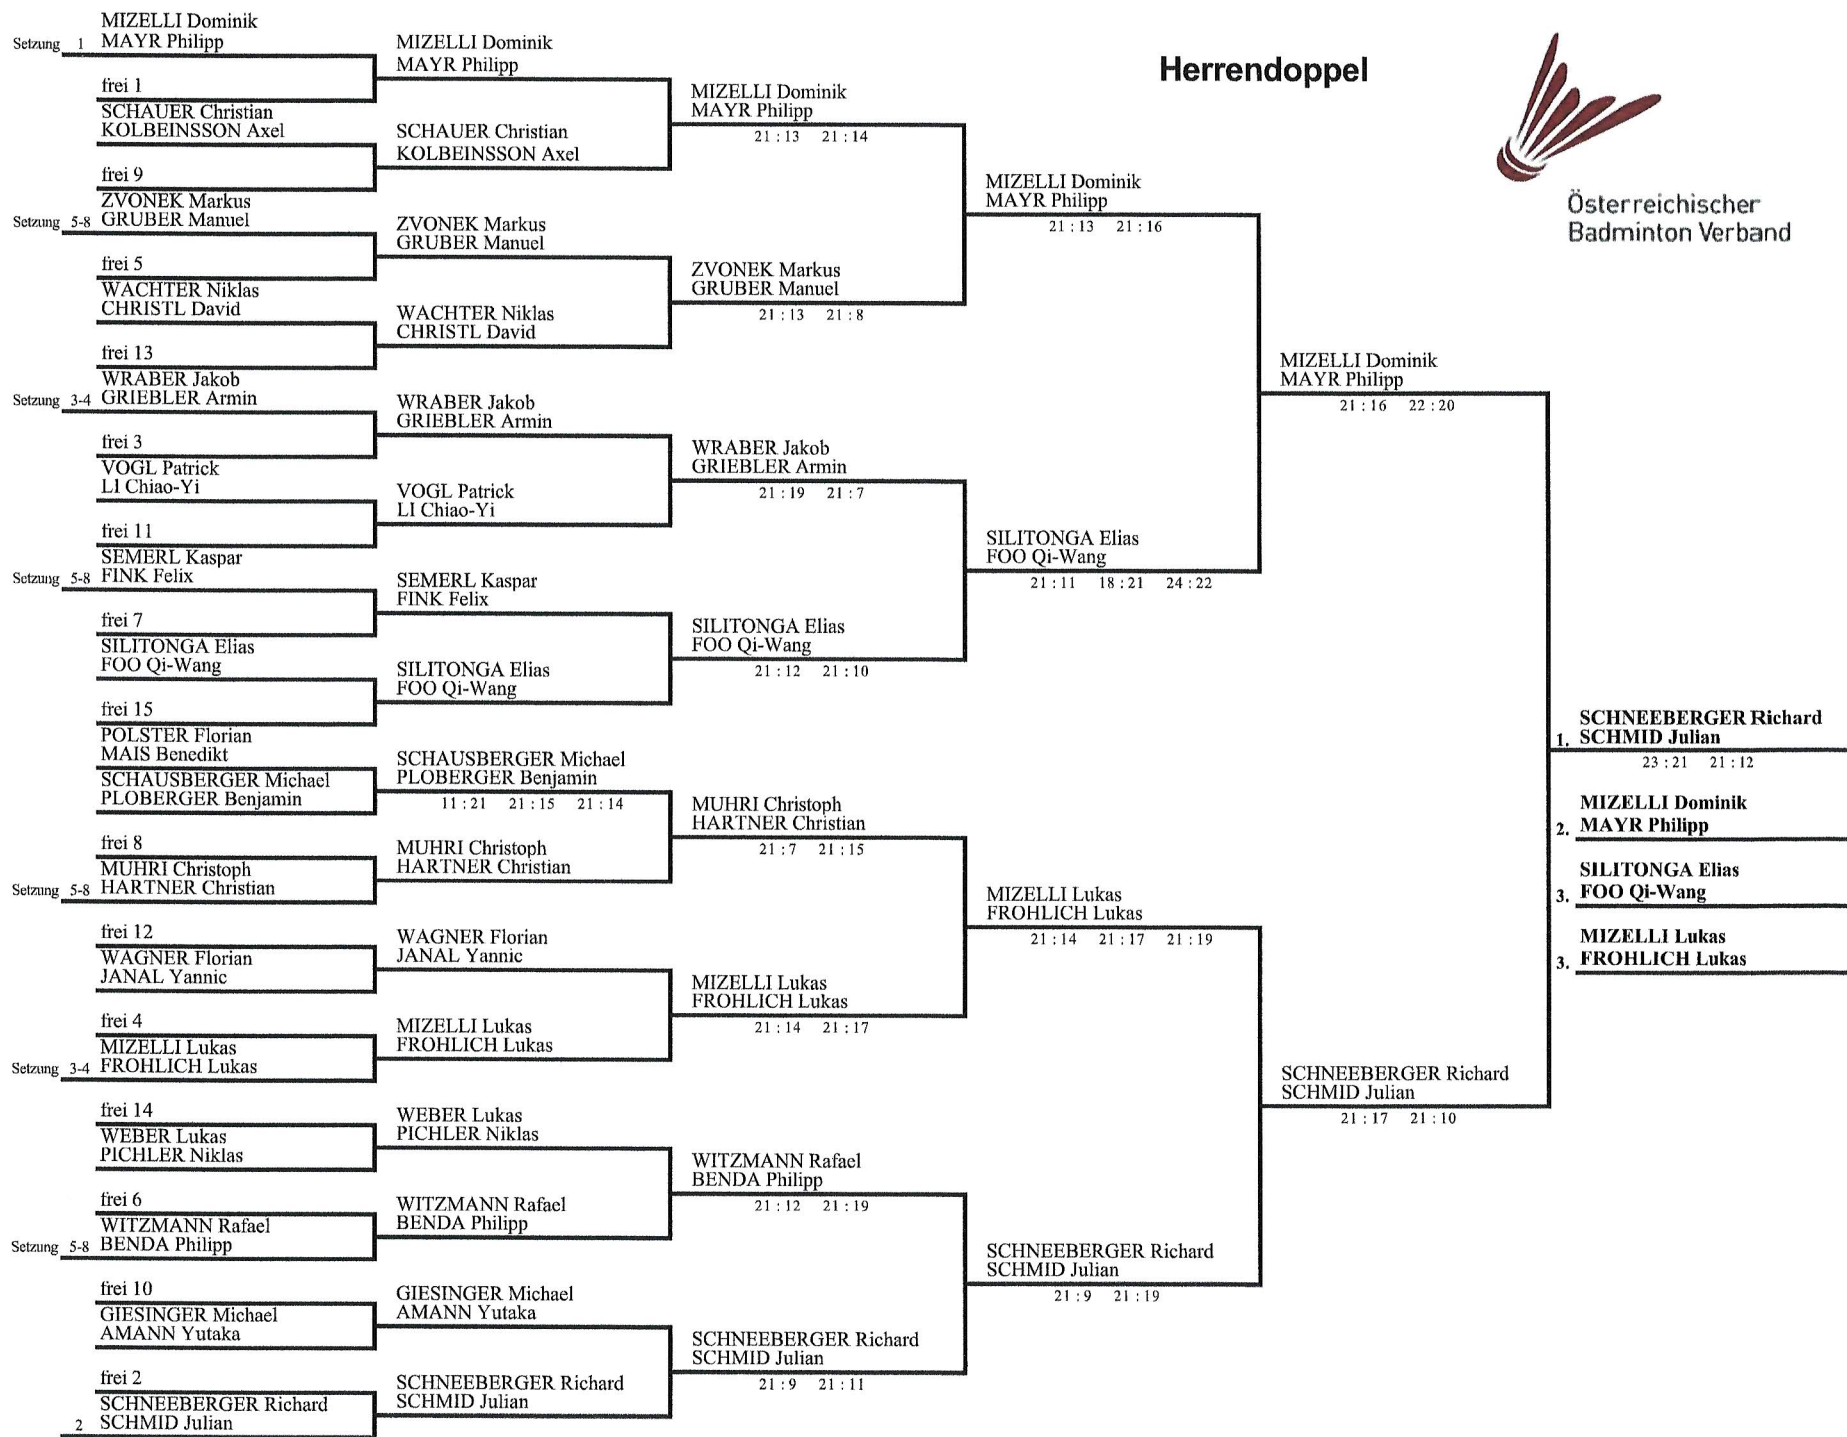 Herrendoppel
Österreichischer
Badminton Verband
MIZELLI Dominik
Setzung 1 MAYR Philipp
frei 1
SCHAUER Christian
KOLBEINSSON Axel
frei 9
ZVONEK Markus
Setzung 5-8 GRUBER Manuel
frei 5
WACHTER Niklas
CHRISTL David
frei 13
WRABER Jakob
Setzung 3-4 GRIEBLER Armin
frei 3
VOGL Patrick
LI Chiao-Yi
frei 11
SEMERL Kaspar
Setzung 5-8 FINK Felix
frei 7
SILITONGA Elias
FOO Qi-Wang
frei 15
POLSTER Florian
MAIS Benedikt
SCHAUSBERGER Michael
PLOBERGER Benjamin
frei 8
MUHRI Christoph
Setzung 5-8 HARTNER Christian
frei 12
WAGNER Florian
JANAL Yannic
frei 4
MIZELLI Lukas
Setzung 3-4 FROHLICH Lukas
frei 14
WEBER Lukas
PICHLER Niklas
frei 6
WITZMANN Rafael
Setzung 5-8 BENDA Philipp
frei 10
GIESINGER Michael
AMANN Yutaka
frei 2
SCHNEEBERGER Richard
2 SCHMID Julian
MIZELLI Dominik
MAYR Philipp
SCHAUER Christian
KOLBEINSSON Axel
ZVONEK Markus
GRUBER Manuel
WACHTER Niklas
CHRISTL David
WRABER Jakob
GRIEBLER Armin
VOGL Patrick
LI Chiao-Yi
SEMERL Kaspar
FINK Felix
SILITONGA Elias
FOO Qi-Wang
SCHAUSBERGER Michael
PLOBERGER Benjamin
11 : 21 21 : 15 21 : 14
MUHRI Christoph
HARTNER Christian
WAGNER Florian
JANAL Yannic
MIZELLI Lukas
FROHLICH Lukas
WEBER Lukas
PICHLER Niklas
WITZMANN Rafael
BENDA Philipp
GIESINGER Michael
AMANN Yutaka
SCHNEEBERGER Richard
SCHMID Julian
MIZELLI Dominik
MAYR Philipp
21 : 13 21 : 14
ZVONEK Markus
GRUBER Manuel
21 : 13 21 : 8
WRABER Jakob
GRIEBLER Armin
21 : 19 21 : 7
SILITONGA Elias
FOO Qi-Wang
21 : 12 21 : 10
MUHRI Christoph
HARTNER Christian
21 : 7 21 : 15
MIZELLI Lukas
FROHLICH Lukas
21 : 14 21 : 17
WITZMANN Rafael
BENDA Philipp
21 : 12 21 : 19
SCHNEEBERGER Richard
SCHMID Julian
21 : 9 21 : 11
MIZELLI Dominik
MAYR Philipp
21 : 13 21 : 16
SILITONGA Elias
FOO Qi-Wang
21 : 11 18 : 21 24 : 22
MIZELLI Lukas
FROHLICH Lukas
21 : 14 21 : 17 21 : 19
SCHNEEBERGER Richard
SCHMID Julian
21 : 9 21 : 19
MIZELLI Dominik
MAYR Philipp
21 : 16 22 : 20
SCHNEEBERGER Richard
SCHMID Julian
21 : 17 21 : 10
SCHNEEBERGER Richard
1. SCHMID Julian
23 : 21 21 : 12
MIZELLI Dominik
2. MAYR Philipp
SILITONGA Elias
3. FOO Qi-Wang
MIZELLI Lukas
3. FROHLICH Lukas